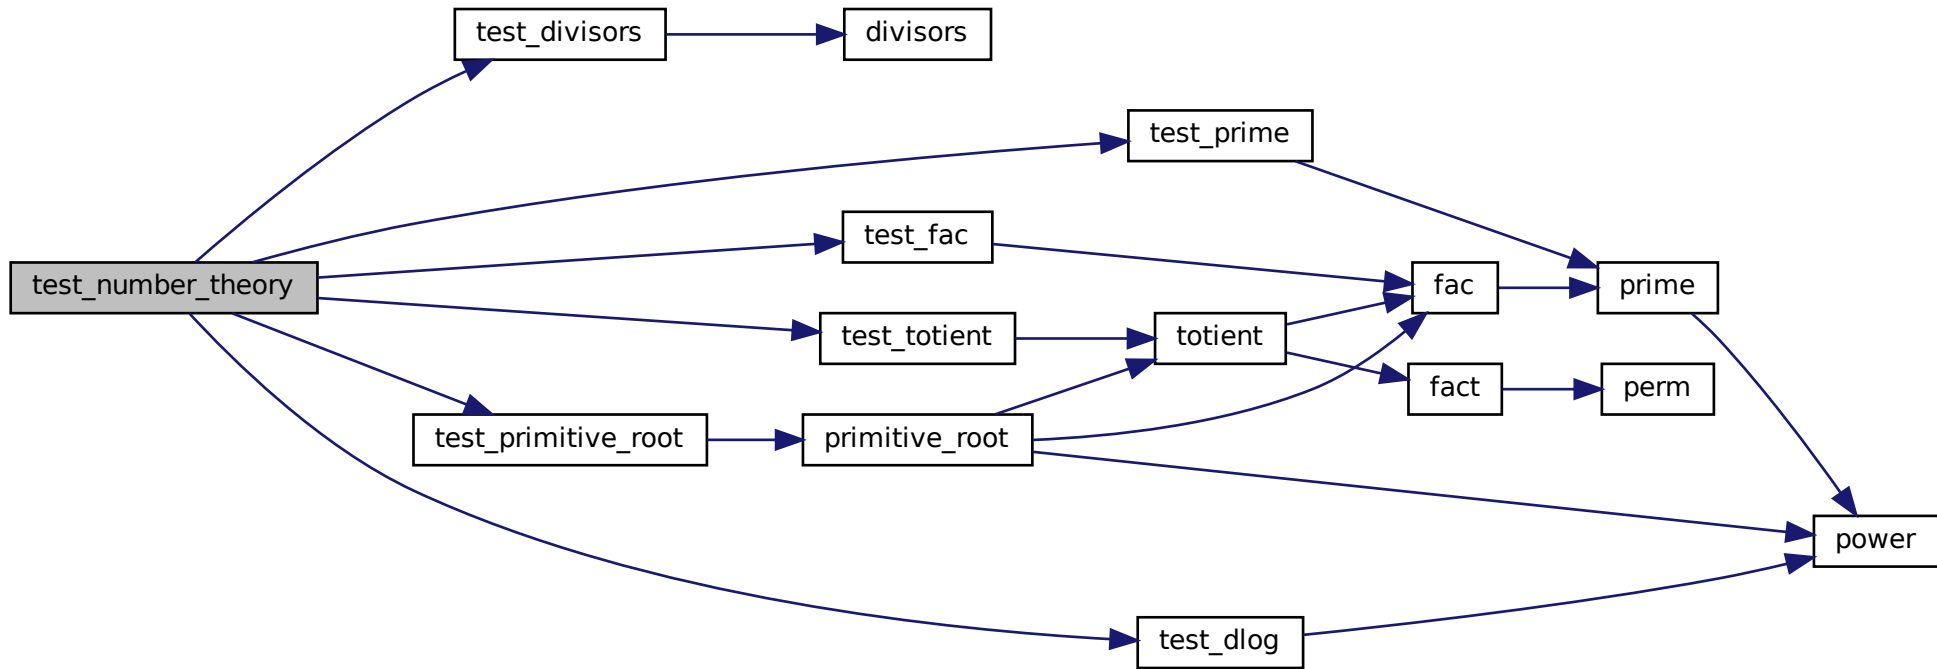 test_divisors
divisors
test_prime
test_fac
test_number_theory
fac
prime
test_totient
totient
fact
perm
test_primitive_root
primitive_root
power
test_dlog